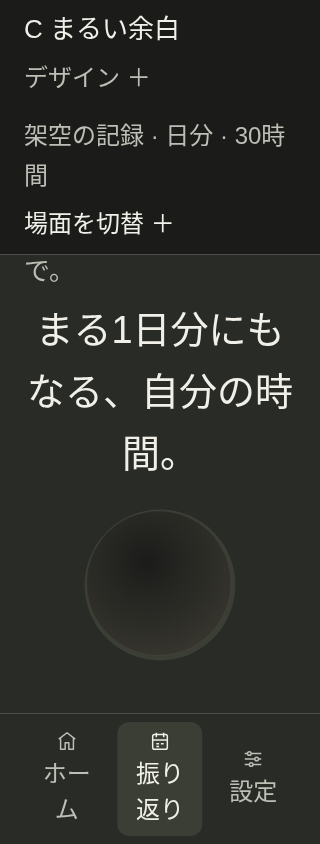 C まるい余白
デザイン ＋
架空の記録 · 日分 · 30時
間
場面を切替 ＋
で。
まる1日分にも
なる、自分の時
間。
ホー
ム
振り
返り
設定